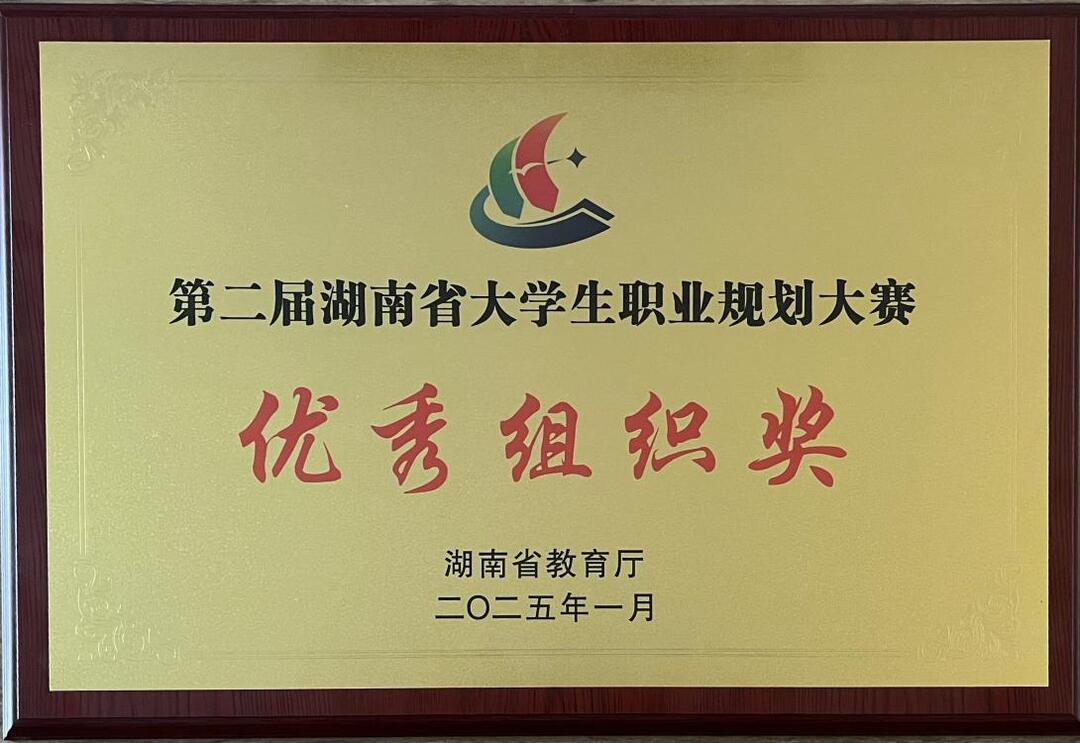 第二届湖南省大学生职业规划大赛
优秀组织奖
湖南省教育厅
二〇二五年一月